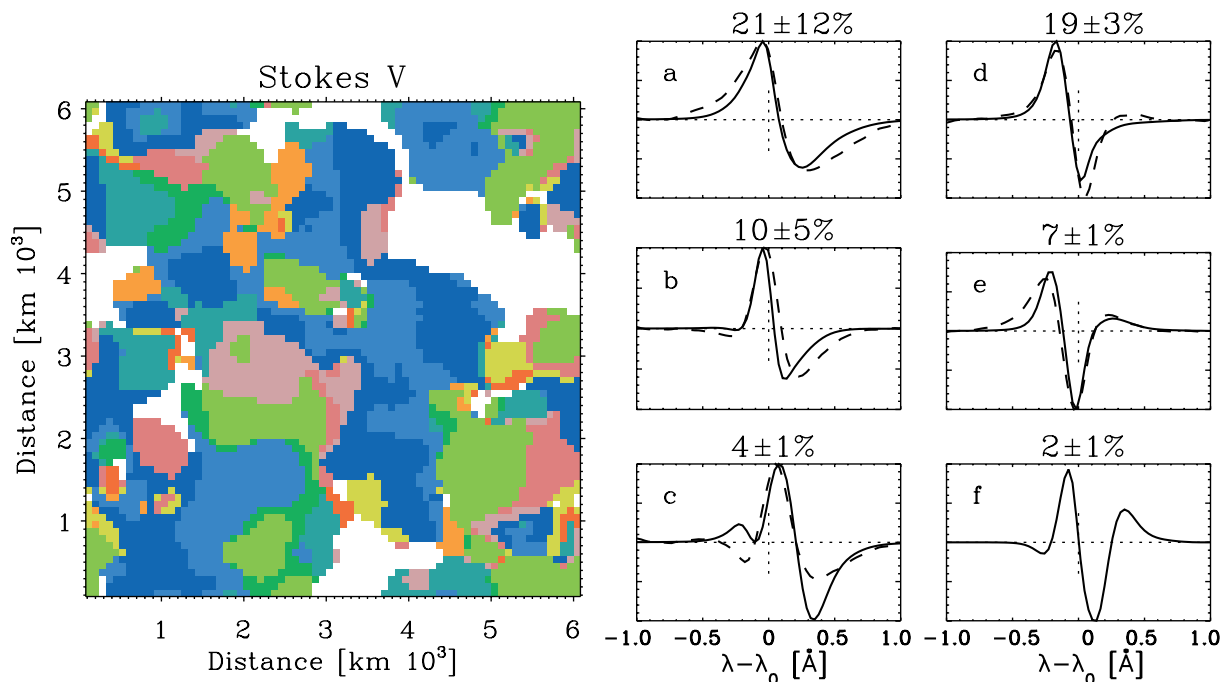 Stokes V
6
5
4
3
2
1
Distance [km 10³]
1 2 3 4 5 6
Distance [km 10³]
21±12%
a
19±3%
d
10±5%
b
7±1%
e
4±1%
c
2±1%
f
−1.0 −0.5 0 0.5 1.0
λ−λ₀ [Å]
−1.0 −0.5 0 0.5 1.0
λ−λ₀ [Å]